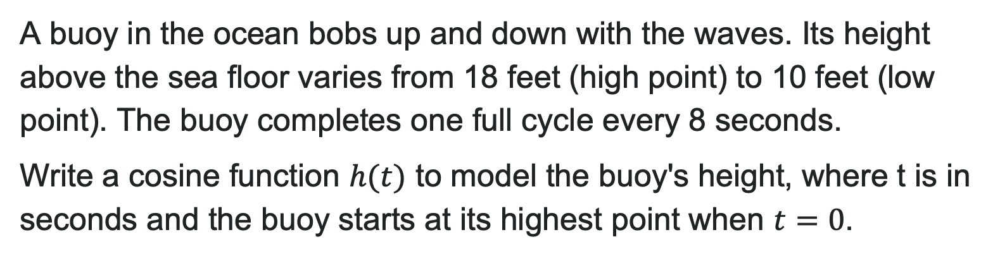 A buoy in the ocean bobs up and down with the waves. Its height
above the sea floor varies from 18 feet (high point) to 10 feet (low
point). The buoy completes one full cycle every 8 seconds.
Write a cosine function h(t) to model the buoy's height, where t is in
seconds and the buoy starts at its highest point when t = 0.